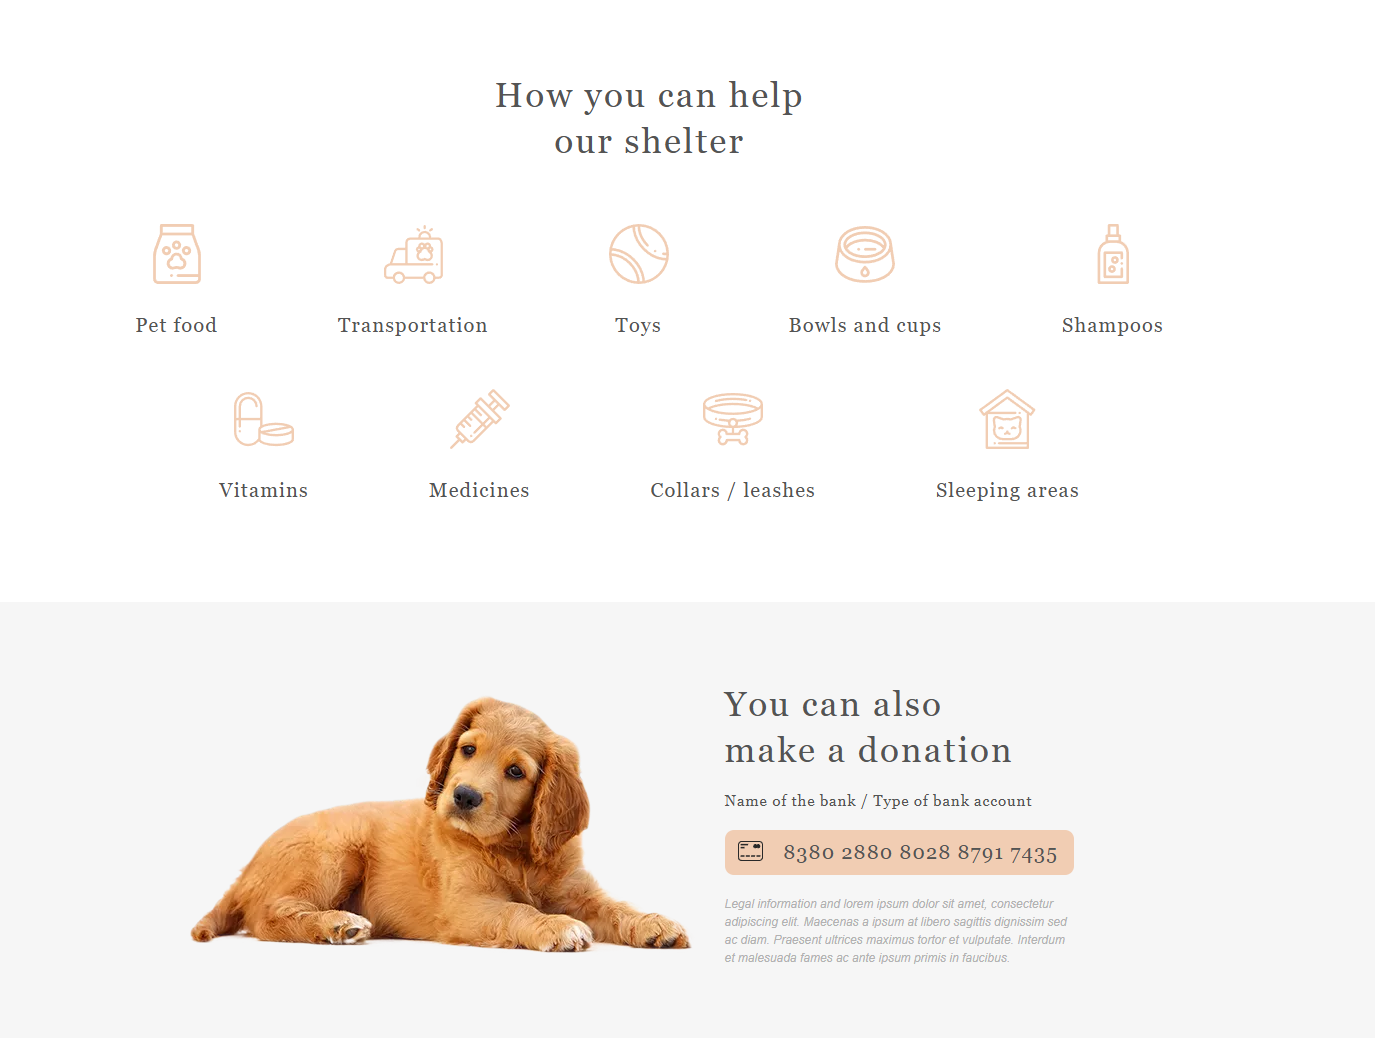 How you can help
our shelter
Pet food
Transportation
Toys
Bowls and cups
Shampoos
Vitamins
Medicines
Collars / leashes
Sleeping areas
You can also
make a donation
Name of the bank / Type of bank account
8380 2880 8028 8791 7435
Legal information and lorem ipsum dolor sit amet, consectetur
adipiscing elit. Maecenas a ipsum at libero sagittis dignissim sed
ac diam. Praesent ultrices maximus tortor et vulputate. Interdum
et malesuada fames ac ante ipsum primis in faucibus.